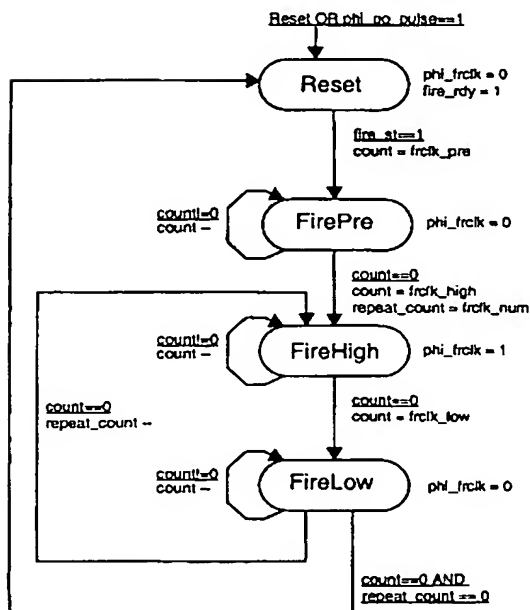 Reset OR phi_po_pulse==1
Reset
phi_frclk = 0
fire_rdy = 1
fire_st==1
count = frclk_pre
count!=0
count --
FirePre
phi_frclk = 0
count==0
count = frclk_high
repeat_count = frclk_num
count!=0
count --
FireHigh
phi_frclk = 1
count==0
repeat_count --
count==0
count = frclk_low
count!=0
count --
FireLow
phi_frclk = 0
count==0 AND
repeat_count == 0